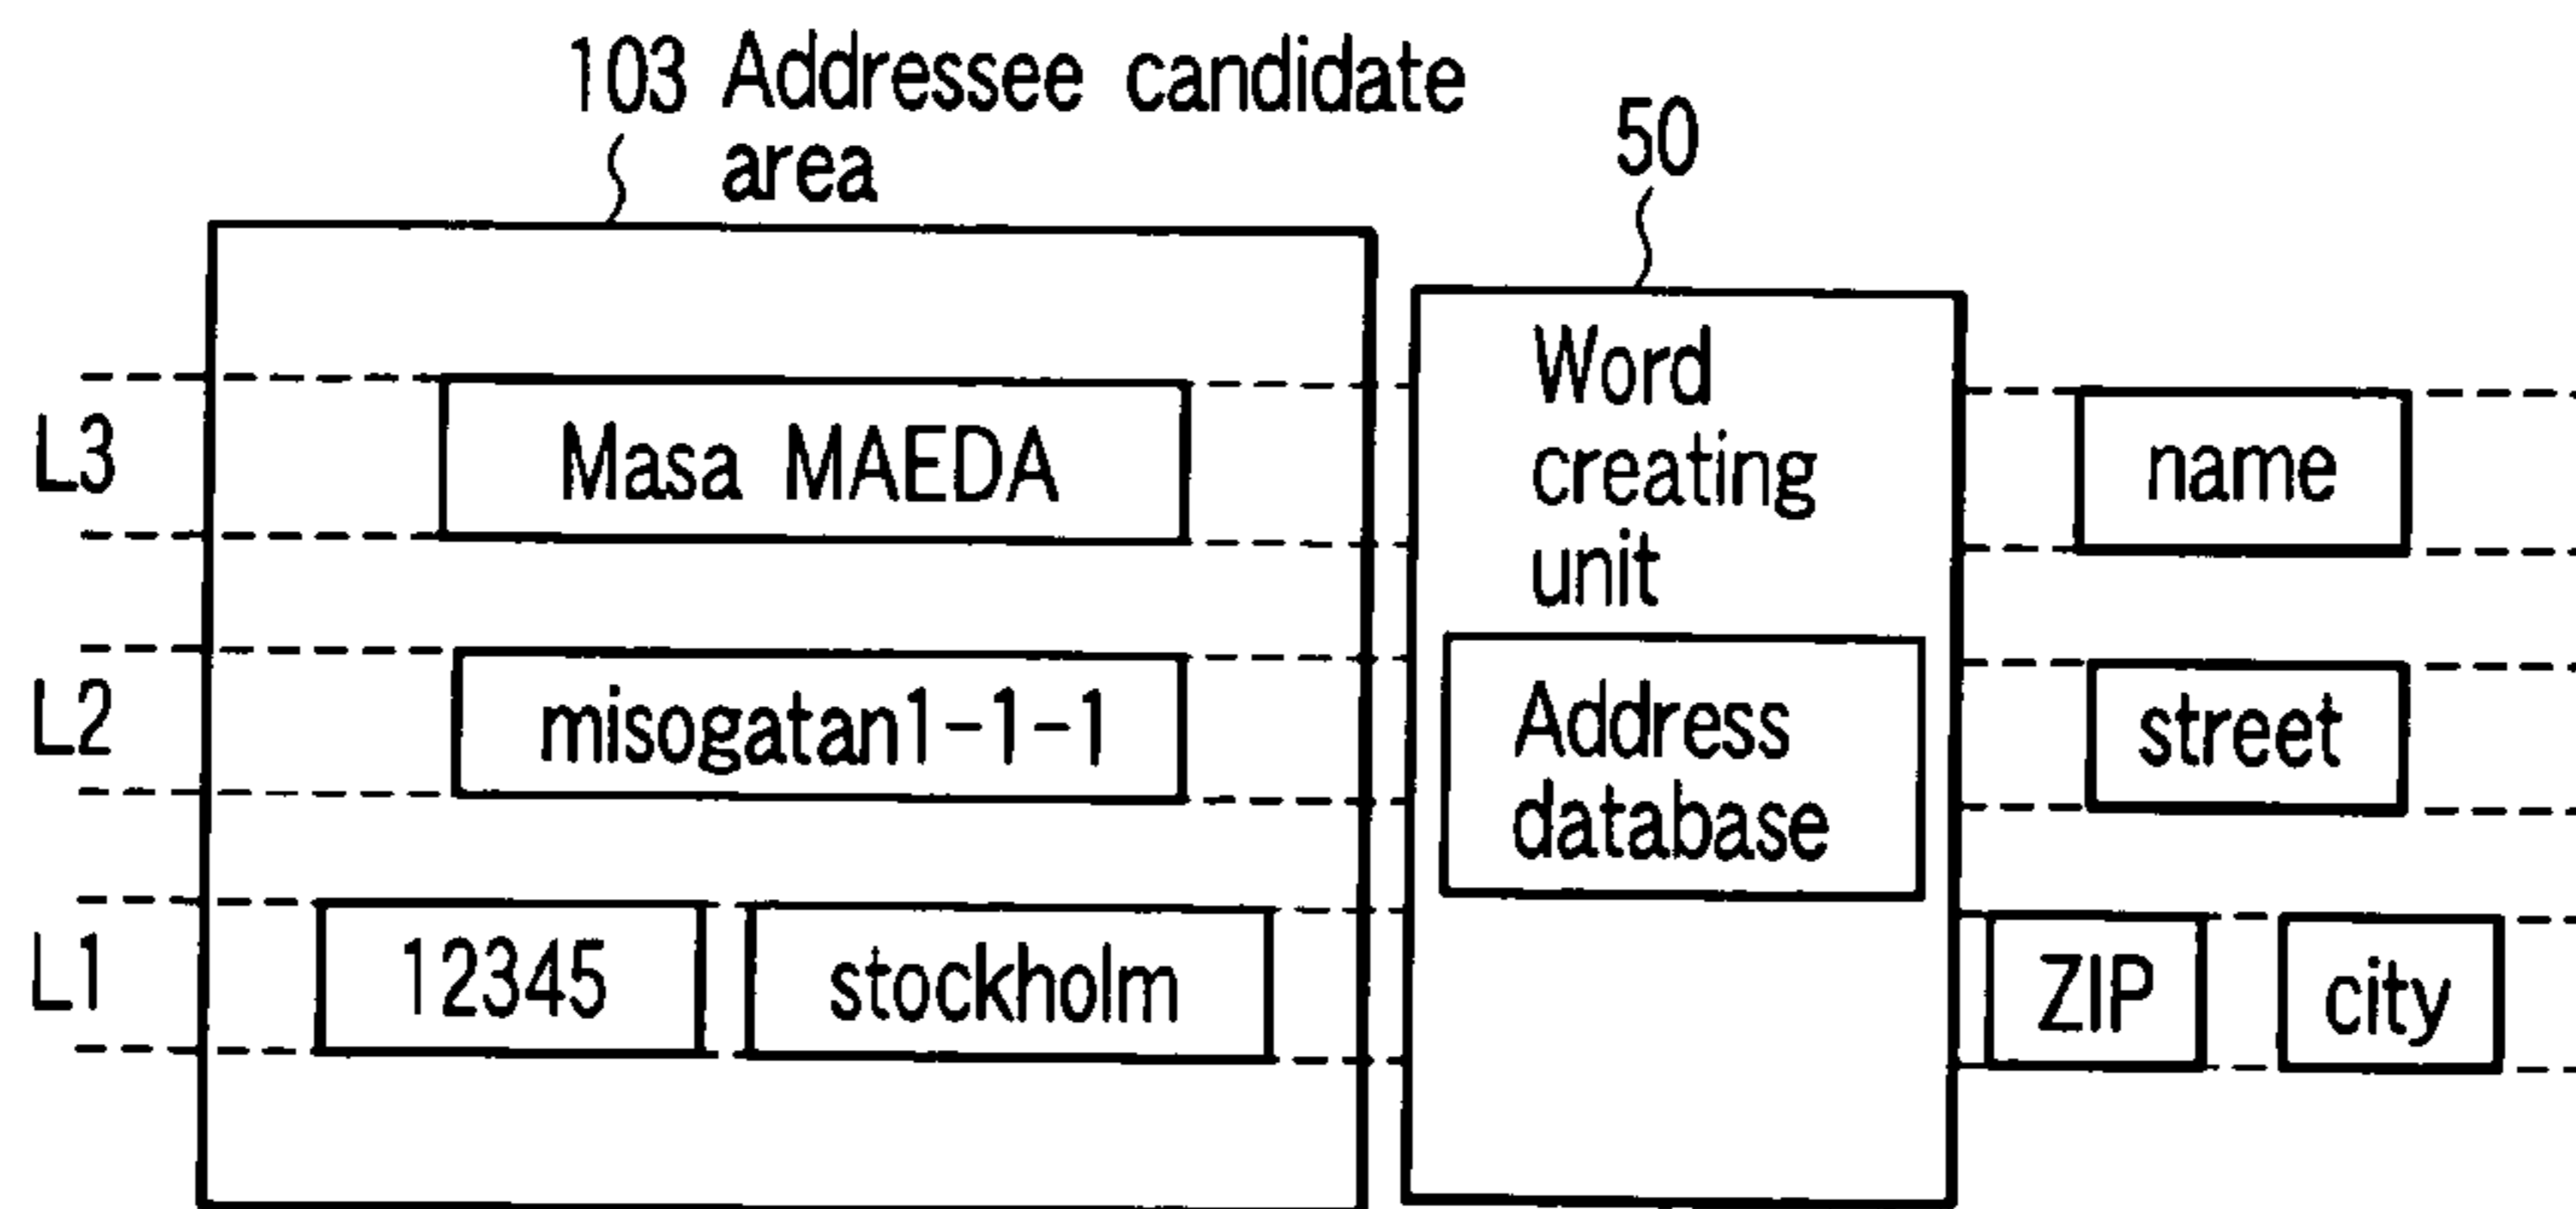 103 Addressee candidate
area
50
Word
creating
unit
L3
Masa MAEDA
name
L2
misogatan1-1-1
Address
database
street
L1
12345
stockholm
ZIP
city